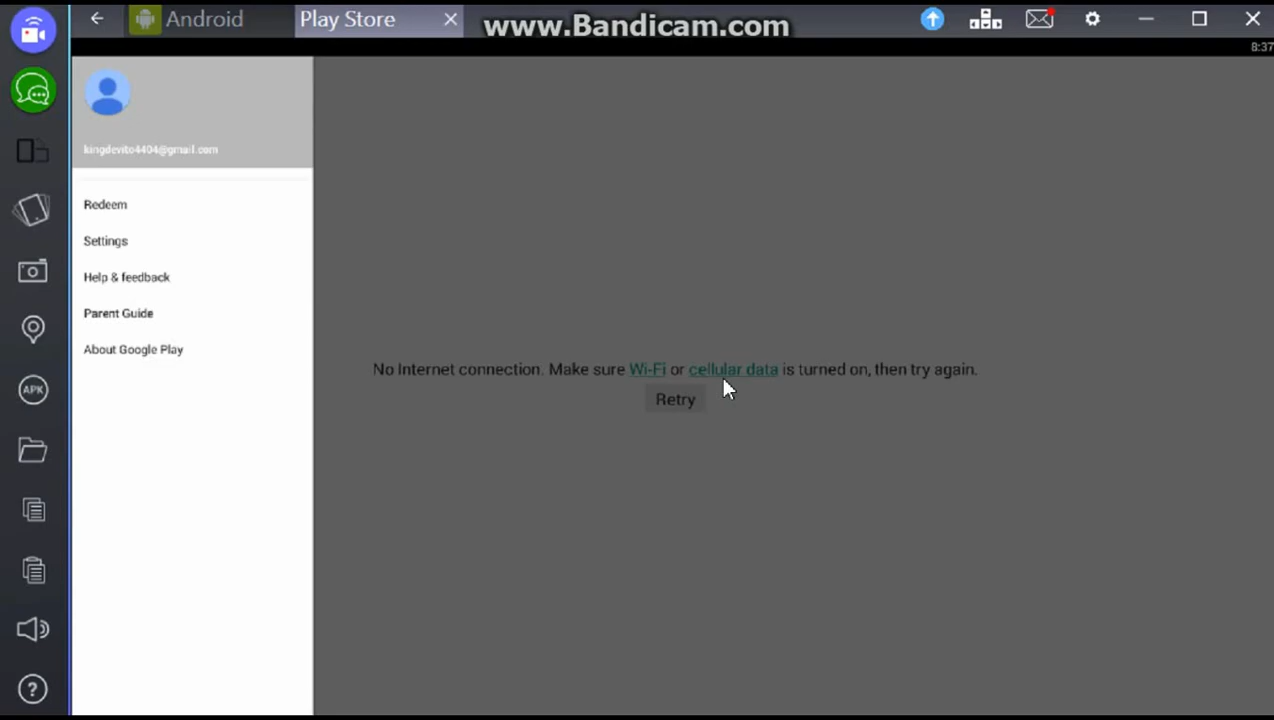 Android
Play Store
www.Bandicam.com
8:37
kingdevito4404@gmail.com
Redeem
Settings
Help & feedback
Parent Guide
About Google Play
No Internet connection. Make sure Wi-Fi or cellular data is turned on, then try again.
Retry
APK
?